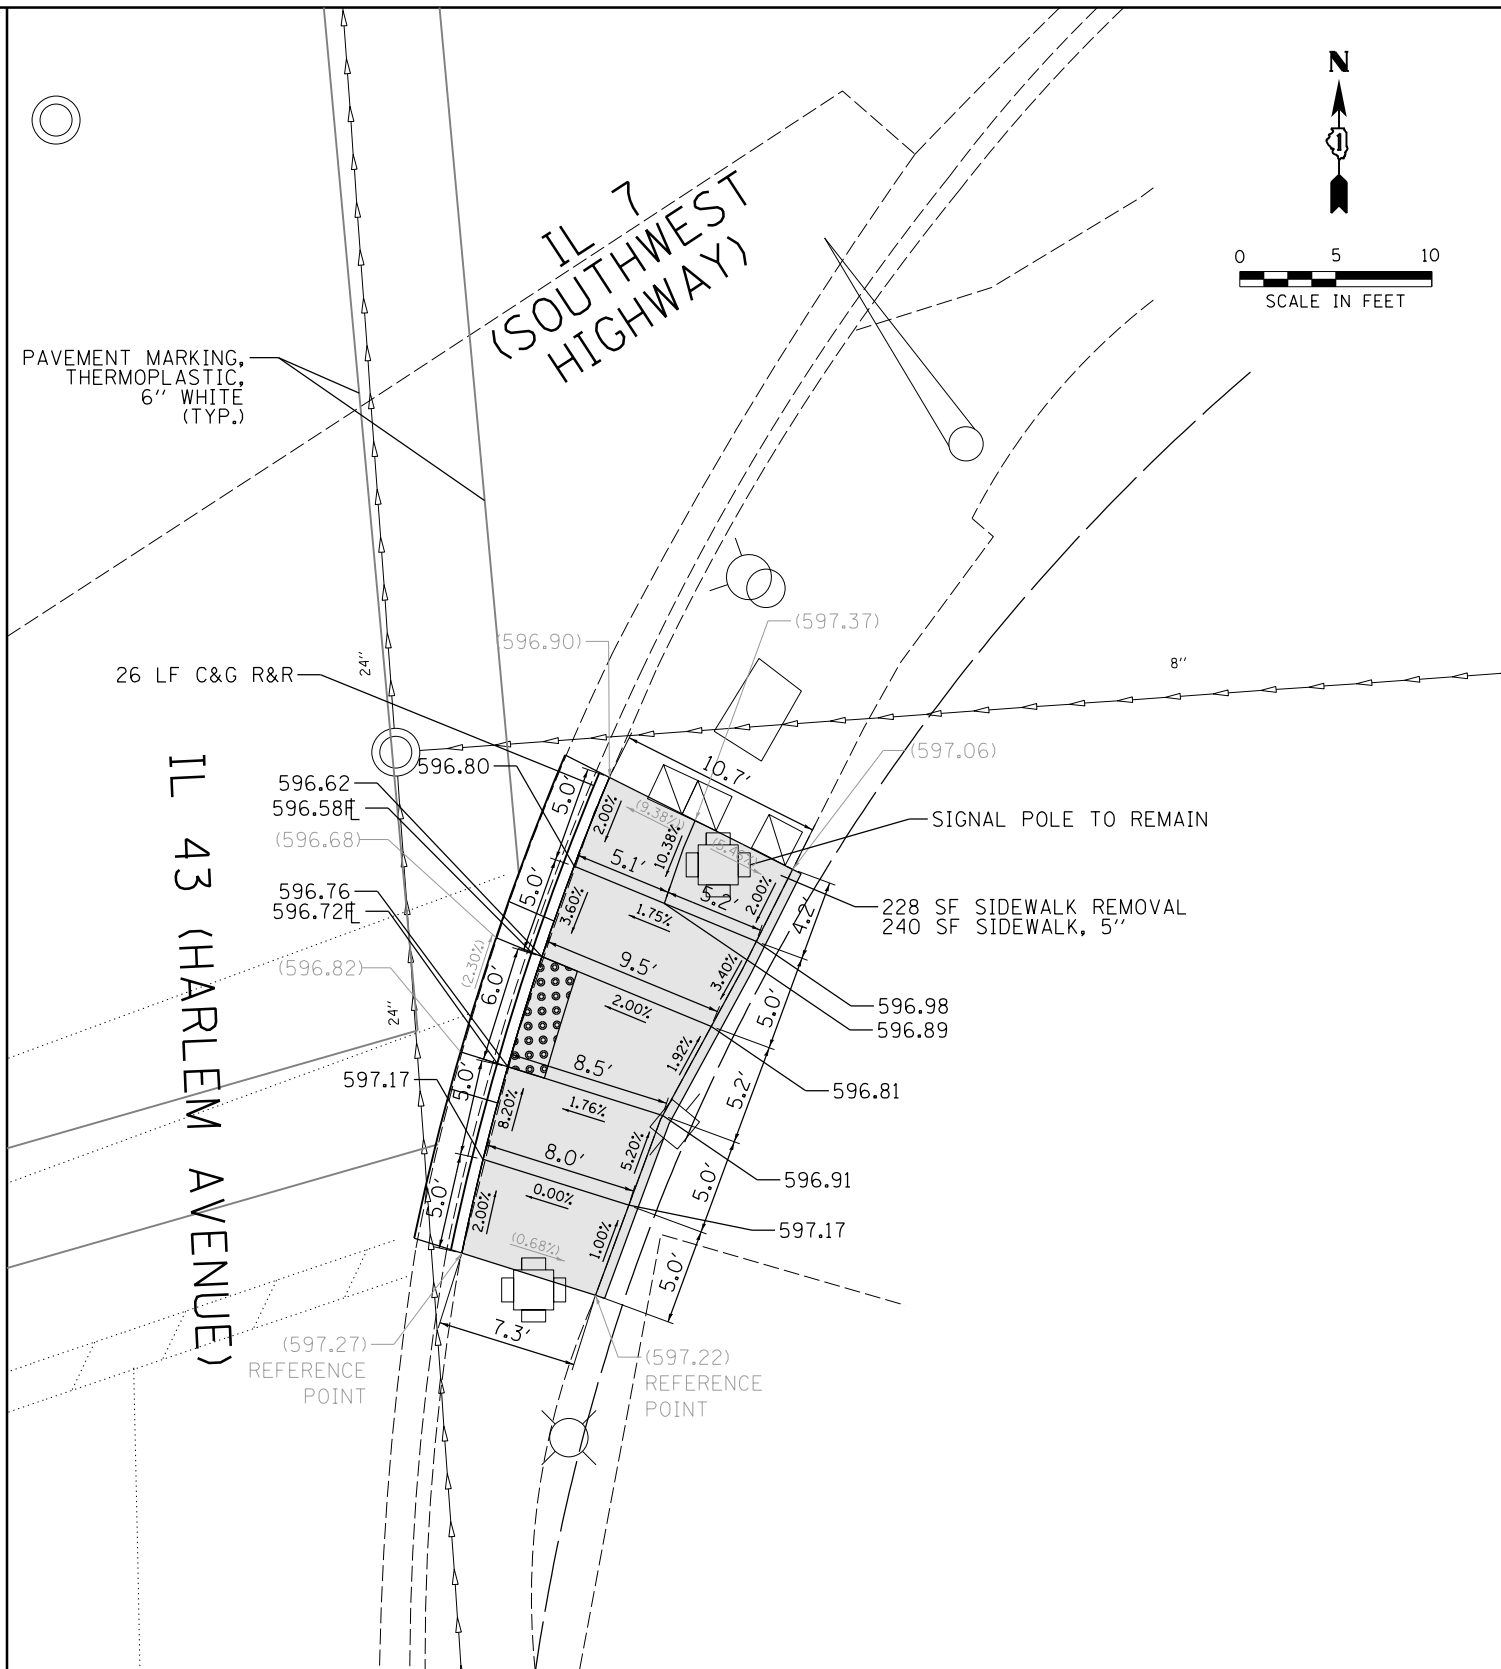 N
1
0 5 10
SCALE IN FEET
IL 7
(SOUTHWEST
HIGHWAY)
PAVEMENT MARKING,
THERMOPLASTIC,
6'' WHITE
(TYP.)
(597.37)
(596.90)
24''
8''
26 LF C&G R&R
(597.06)
10.7'
596.80
596.62
596.58FL
(596.68)
596.76
596.72FL
(596.82)
597.17
IL 43 (HARLEM AVENUE)
24''
(2.30%)
5.0'
5.0'
6.0'
5.0'
5.0'
2.00%
(9.38%)
10.38%
(5.46%)
5.1'
5.2'
2.00%
SIGNAL POLE TO REMAIN
228 SF SIDEWALK REMOVAL
240 SF SIDEWALK, 5''
4.2'
3.60%
1.75%
9.5'
3.40%
5.0'
596.98
596.89
2.00%
8.5'
1.92%
5.2'
596.81
8.20%
1.76%
8.0'
5.20%
5.0'
596.91
2.00%
0.00%
1.00%
597.17
(0.68%)
5.0'
7.3'
(597.27)
REFERENCE
POINT
(597.22)
REFERENCE
POINT